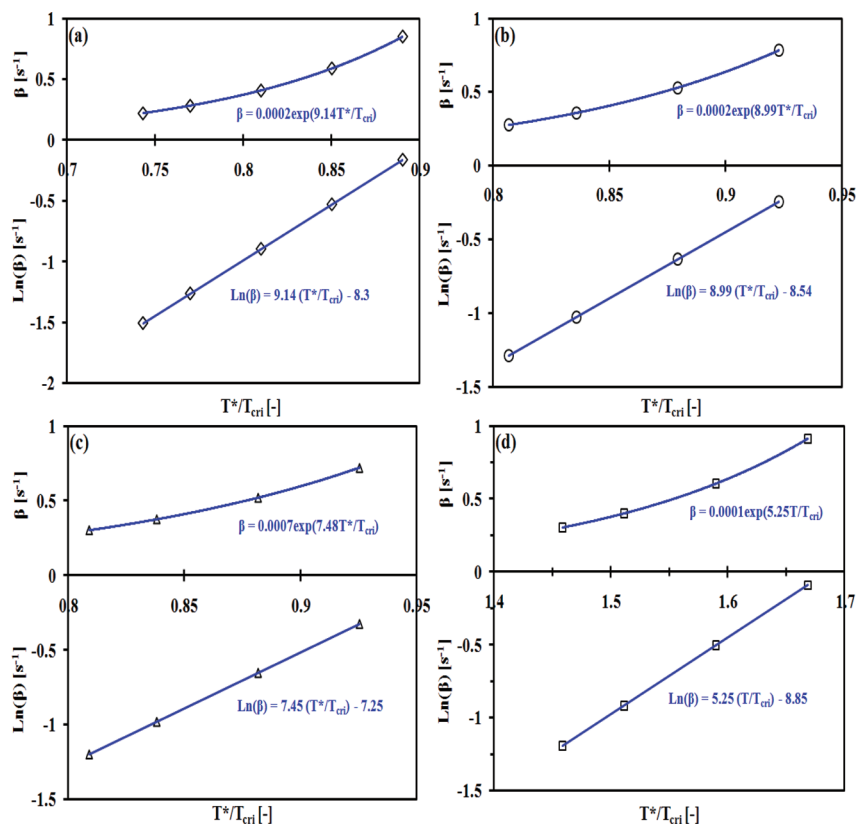 (a)
1
0.5
0
β [s⁻¹]
β = 0.0002exp(9.14T*/Tcri)
0.7
0.75
0.8
0.85
0.9
-0.5
-1
-1.5
-2
Ln(β) [s⁻¹]
Ln(β) = 9.14 (T*/Tcri) - 8.3
T*/Tcri [-]
(b)
1
0.5
0
β [s⁻¹]
β = 0.0002exp(8.99T*/Tcri)
0.8
0.85
0.9
0.95
-0.5
-1
-1.5
Ln(β) [s⁻¹]
Ln(β) = 8.99 (T*/Tcri) - 8.54
T*/Tcri [-]
(c)
1
0.5
0
β [s⁻¹]
β = 0.0007exp(7.48T*/Tcri)
0.8
0.85
0.9
0.95
-0.5
-1
-1.5
Ln(β) [s⁻¹]
Ln(β) = 7.45 (T*/Tcri) - 7.25
T*/Tcri [-]
(d)
1
0.5
0
β [s⁻¹]
β = 0.0001exp(5.25T/Tcri)
1.4
1.5
1.6
1.7
-0.5
-1
-1.5
Ln(β) [s⁻¹]
Ln(β) = 5.25 (T/Tcri) - 8.85
T*/Tcri [-]